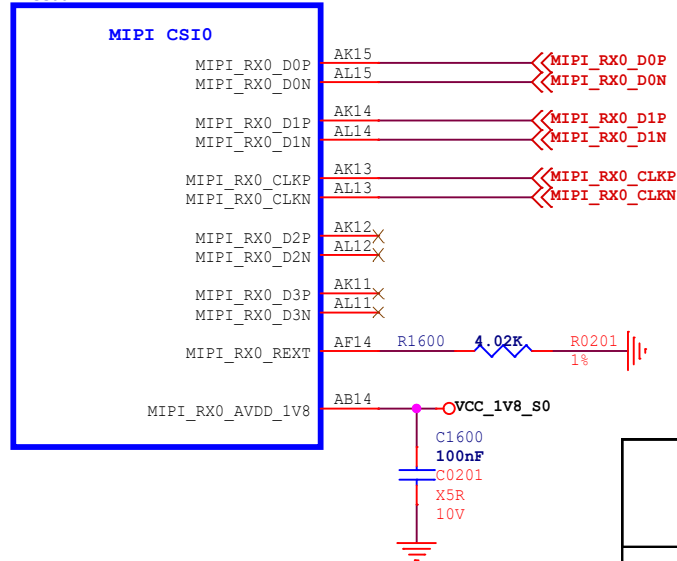 MIPI CSI0
MIPI_RX0_D0P AK15 MIPI_RX0_D0P
MIPI_RX0_D0N AL15 MIPI_RX0_D0N
MIPI_RX0_D1P AK14 MIPI_RX0_D1P
MIPI_RX0_D1N AL14 MIPI_RX0_D1N
MIPI_RX0_CLKP AK13 MIPI_RX0_CLKP
MIPI_RX0_CLKN AL13 MIPI_RX0_CLKN
MIPI_RX0_D2P AK12
MIPI_RX0_D2N AL12
MIPI_RX0_D3P AK11
MIPI_RX0_D3N AL11
MIPI_RX0_REXT AF14 R1600 4.02K R0201
1%
MIPI_RX0_AVDD_1V8 AB14 VCC_1V8_S0
C1600
100nF
C0201
X5R
10V